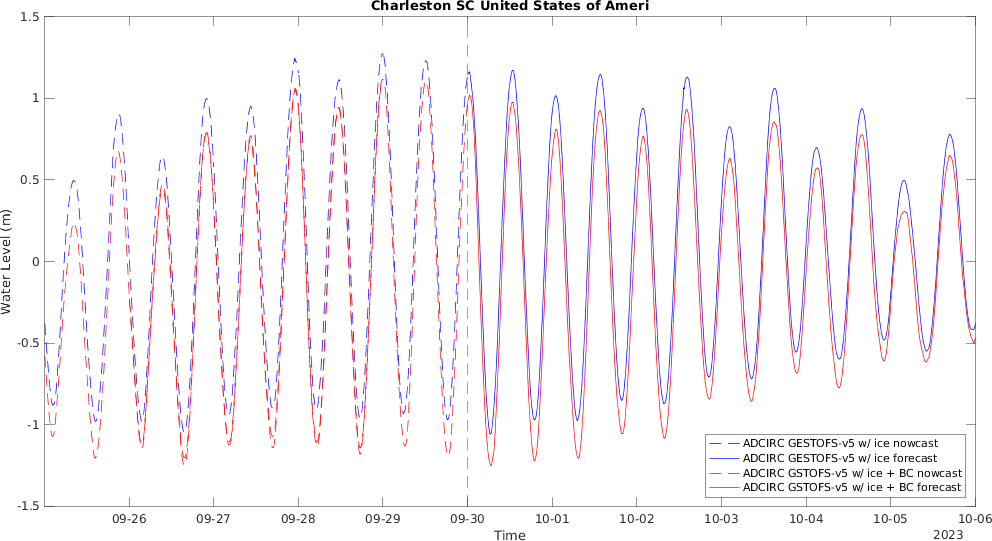 Charleston SC United States of Ameri
Water Level (m)
1.5
1
0.5
0
-0.5
-1
-1.5
ADCIRC GESTOFS-v5 w/ ice nowcast
ADCIRC GESTOFS-v5 w/ ice forecast
ADCIRC GSTOFS-v5 w/ ice + BC nowcast
ADCIRC GSTOFS-v5 w/ ice + BC forecast
09-26 09-27 09-28 09-29 09-30 10-01 10-02 10-03 10-04 10-05 10-06
Time
2023